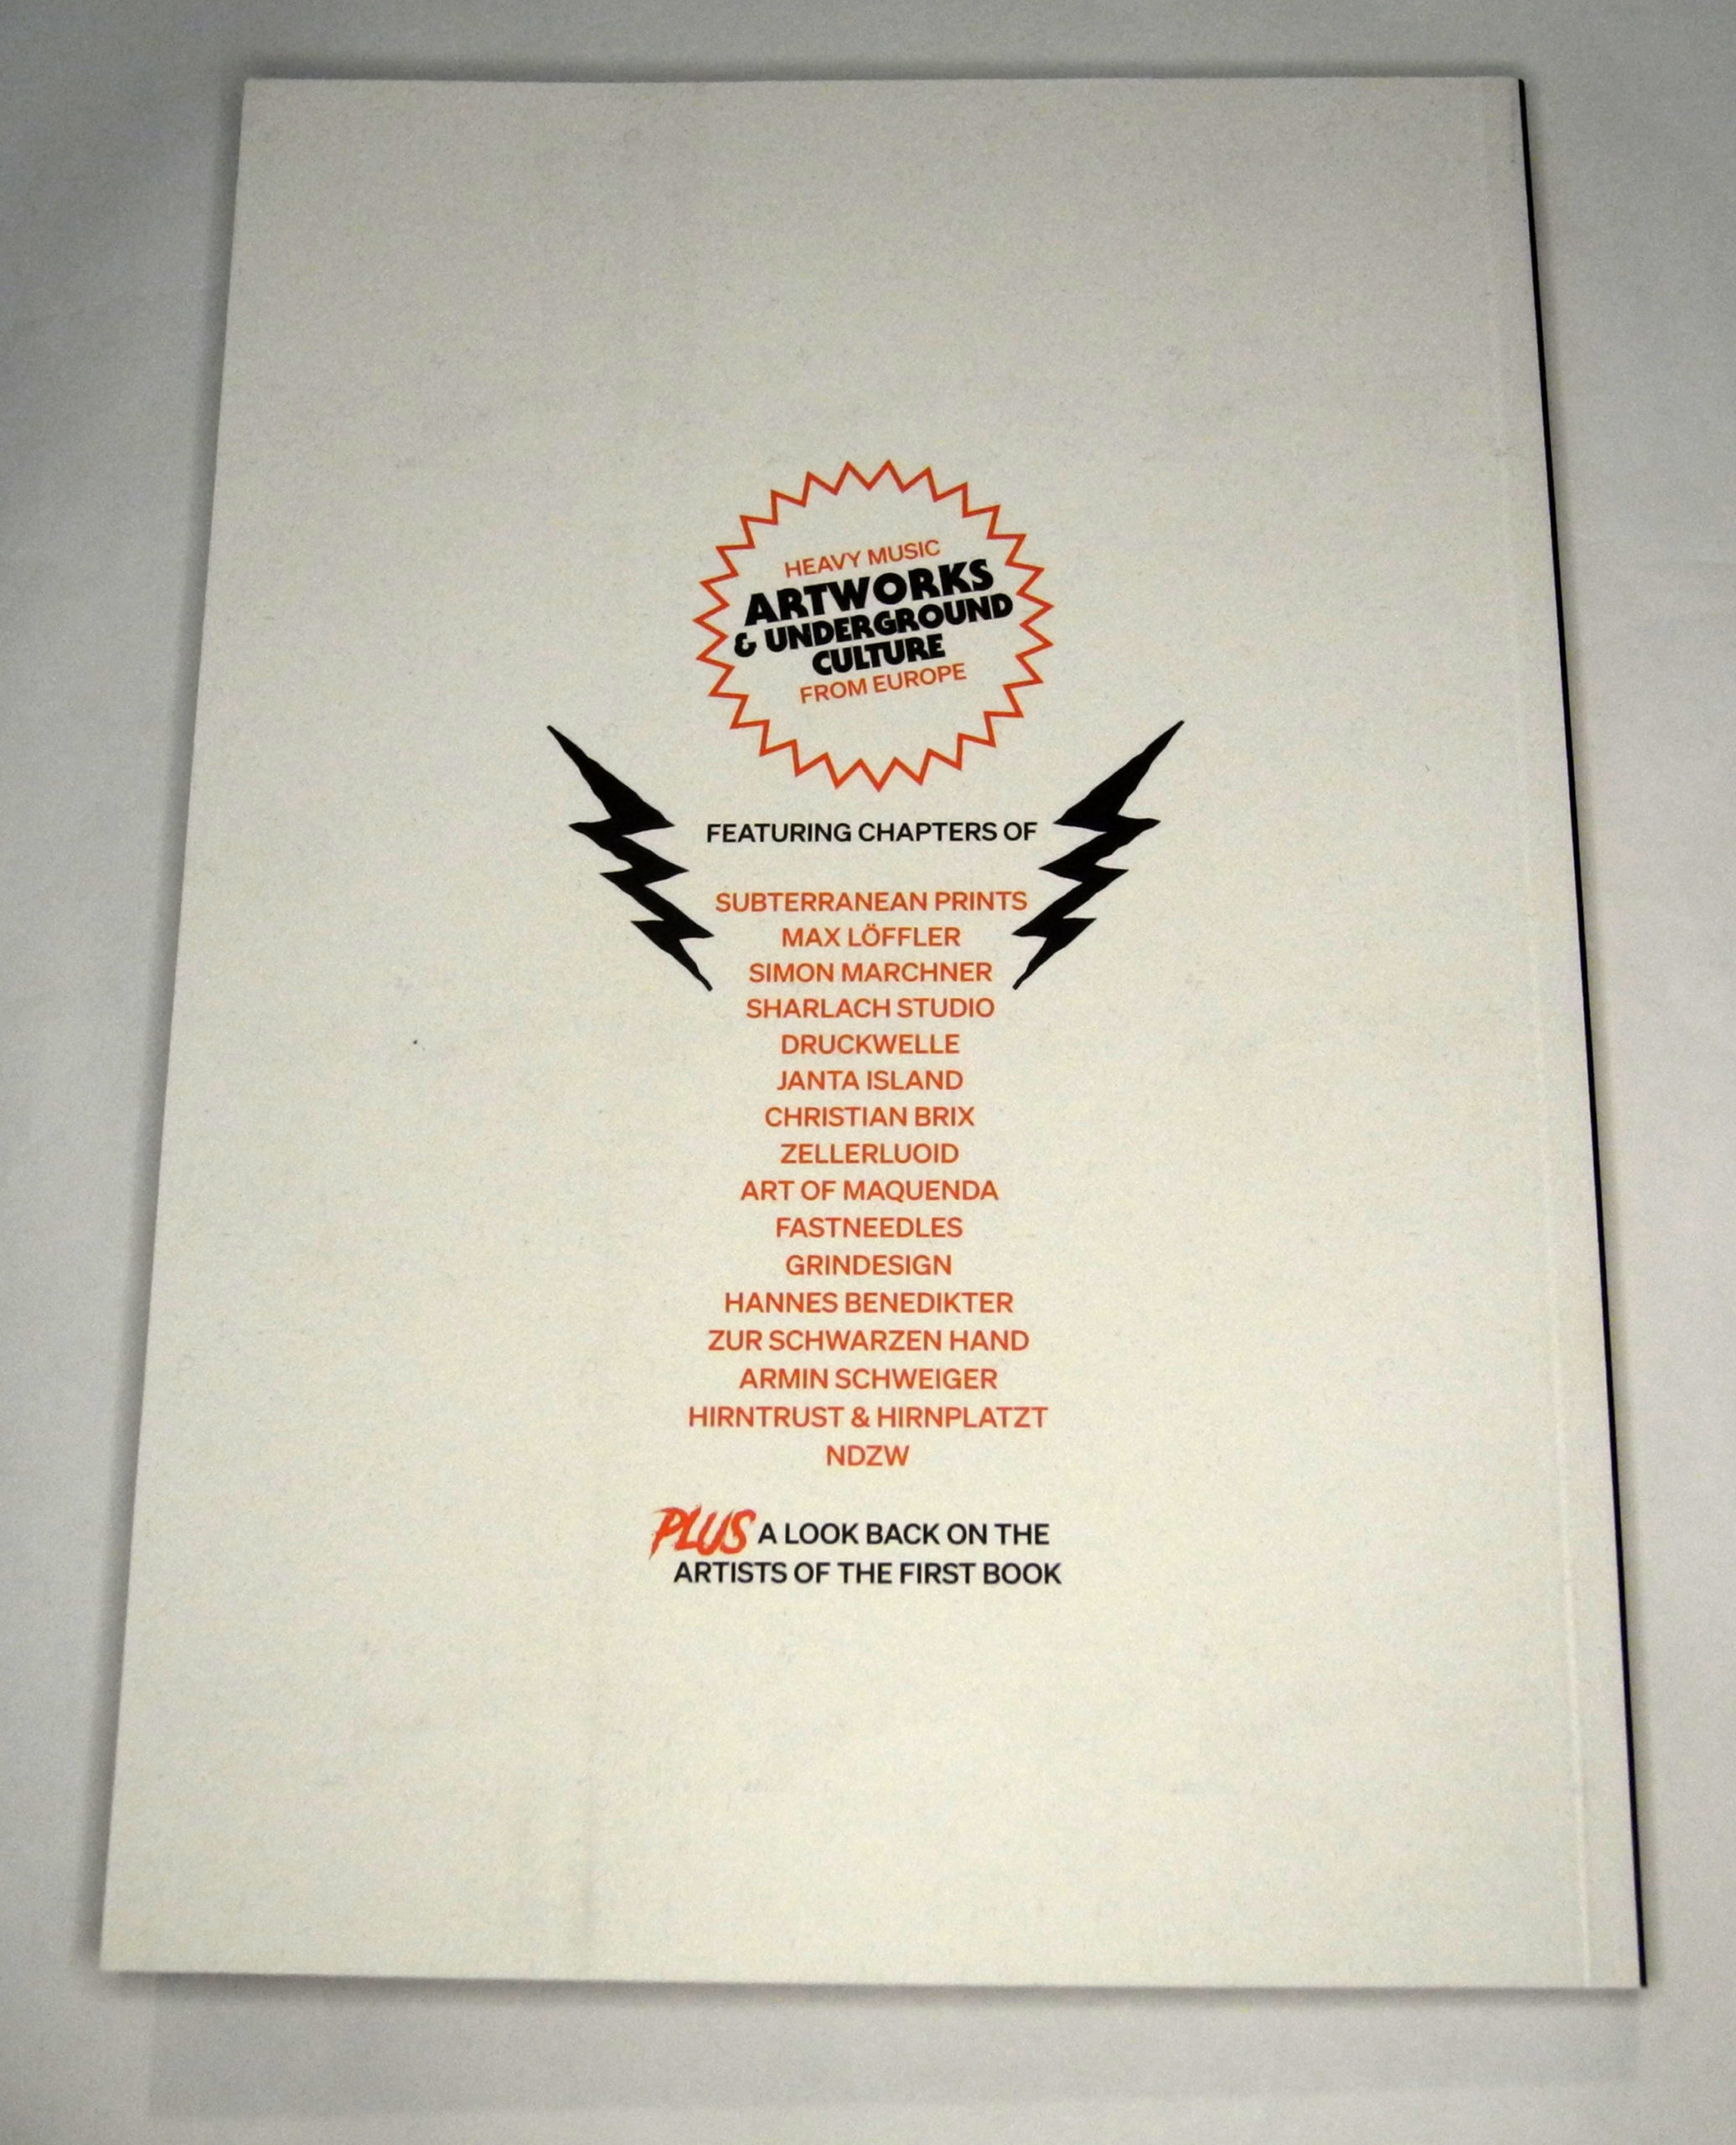 HEAVY MUSIC
ARTWORKS
& UNDERGROUND
CULTURE
FROM EUROPE
FEATURING CHAPTERS OF
SUBTERRANEAN PRINTS
MAX LÖFFLER
SIMON MARCHNER
SHARLACH STUDIO
DRUCKWELLE
JANTA ISLAND
CHRISTIAN BRIX
ZELLERLUOID
ART OF MAQUENDA
FASTNEEDLES
GRINDESIGN
HANNES BENEDIKTER
ZUR SCHWARZEN HAND
ARMIN SCHWEIGER
HIRNTRUST & HIRNPLATZT
NDZW
PLUS A LOOK BACK ON THE
ARTISTS OF THE FIRST BOOK